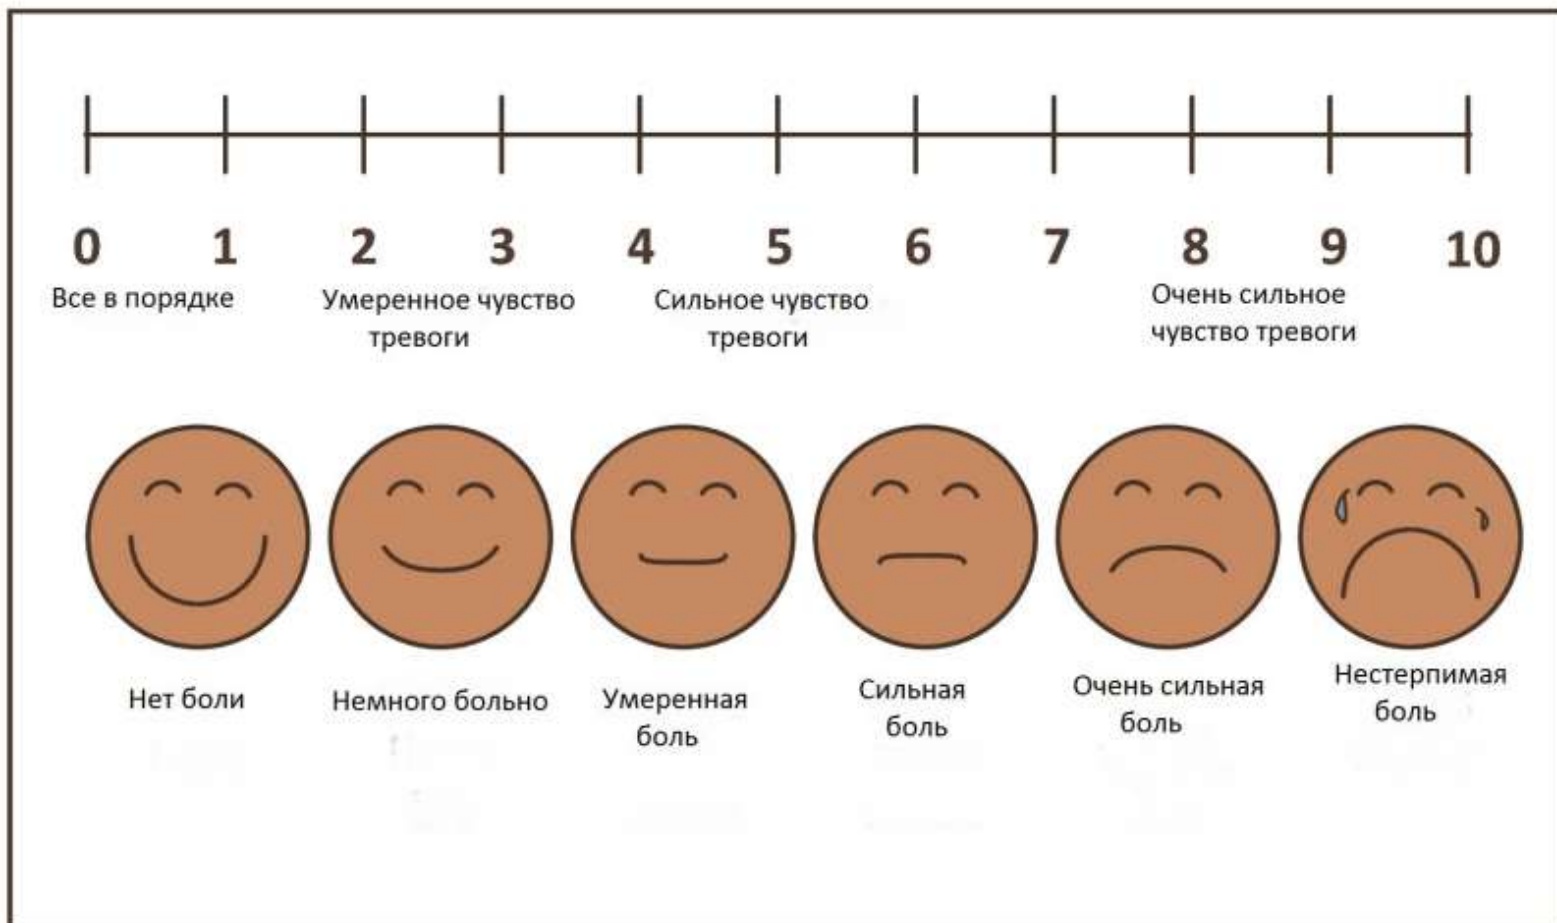 0 1 2 3 4 5 6 7 8 9 10
Все в порядке
Умеренное чувство
тревоги
Сильное чувство
тревоги
Очень сильное
чувство тревоги
Нет боли
Немного больно
Умеренная
боль
Сильная
боль
Очень сильная
боль
Нестерпимая
боль